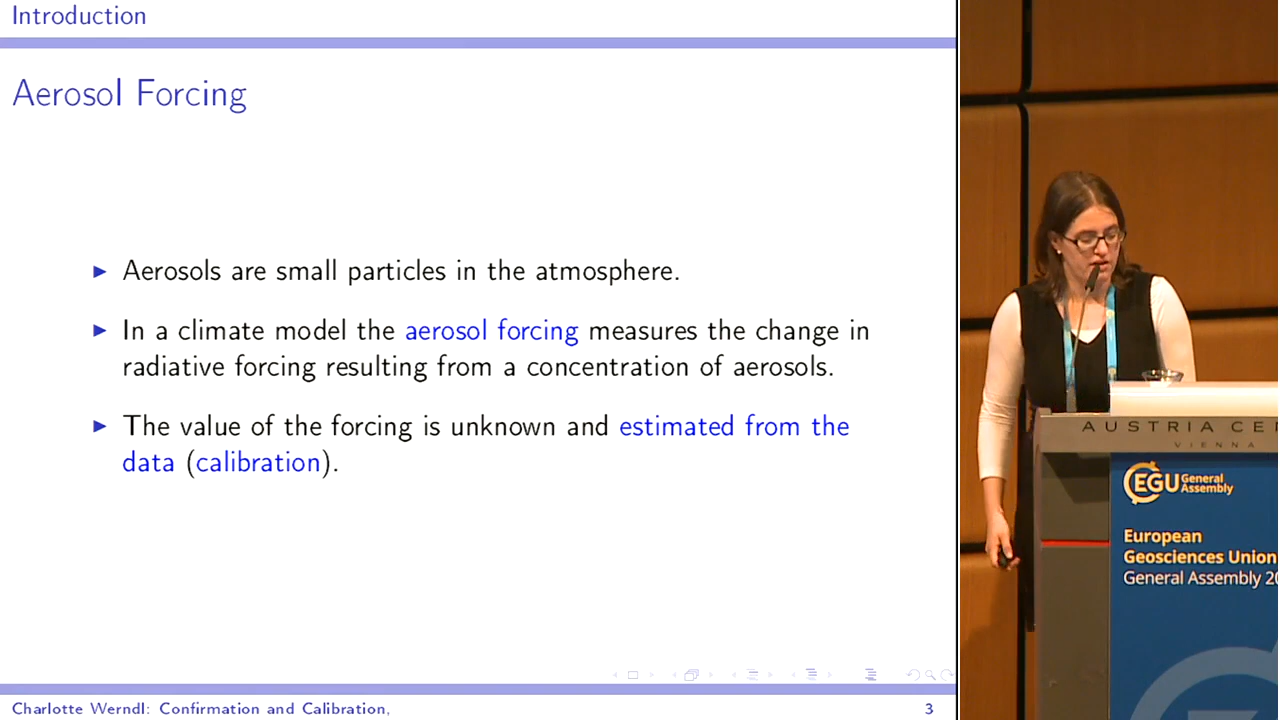 Introduction
Aerosol Forcing
Aerosols are small particles in the atmosphere.
In a climate model the aerosol forcing measures the change in
radiative forcing resulting from a concentration of aerosols.
The value of the forcing is unknown and estimated from the
data (calibration).
Charlotte Werndl: Confirmation and Calibration,
3
AUSTRIA CE
VIENNA
EGU General
Assembly
European
Geosciences Union
General Assembly 20